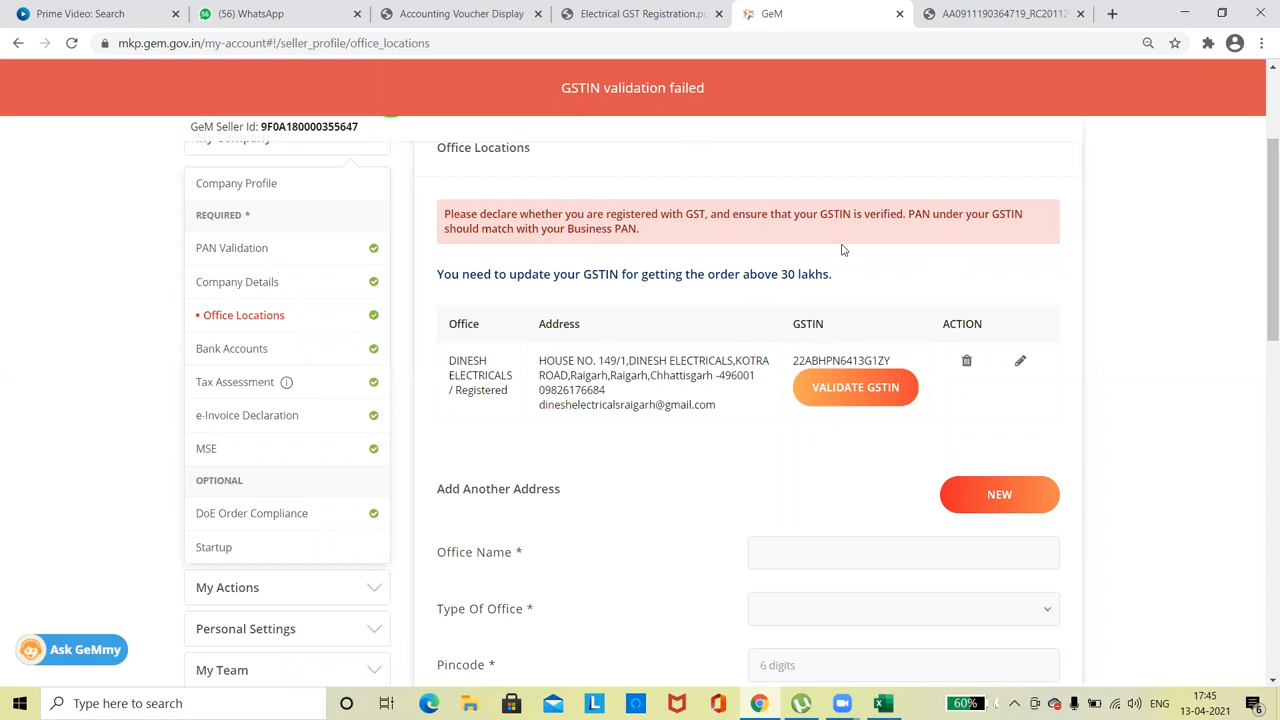 Demo: Search
(56) WhatsApp
Accounting Voucher Display
Electrical GST Registration.p
GeM
AA0911190364719_RC20112
mkp.gem.gov.in/my-account#!/seller_profile/office_locations
GSTIN validation failed
GeM Seller Id: 9F0A180000355647
My Company
Company Profile
REQUIRED *
PAN Validation
Company Details
• Office Locations
Bank Accounts
Tax Assessment i
e-Invoice Declaration
MSE
OPTIONAL
DoE Order Compliance
Startup
My Actions
Personal Settings
My Team
Ask GeMmy
Office Locations
Please declare whether you are registered with GST, and ensure that your GSTIN is verified. PAN under your GSTIN
should match with your Business PAN.
You need to update your GSTIN for getting the order above 30 lakhs.
Office Address GSTIN ACTION
DINESH
ELECTRICALS
/ Registered
HOUSE NO. 149/1,DINESH ELECTRICALS,KOTRA
ROAD,Raigarh,Raigarh,Chhattisgarh -496001
09826176684
dineshelectricalsraigarh@gmail.com
22ABHPN6413G1ZY
VALIDATE GSTIN
Add Another Address
NEW
Office Name *
Type Of Office *
Pincode *
6 digits
Type here to search
60%
ENG
17:45
13-04-2021
6